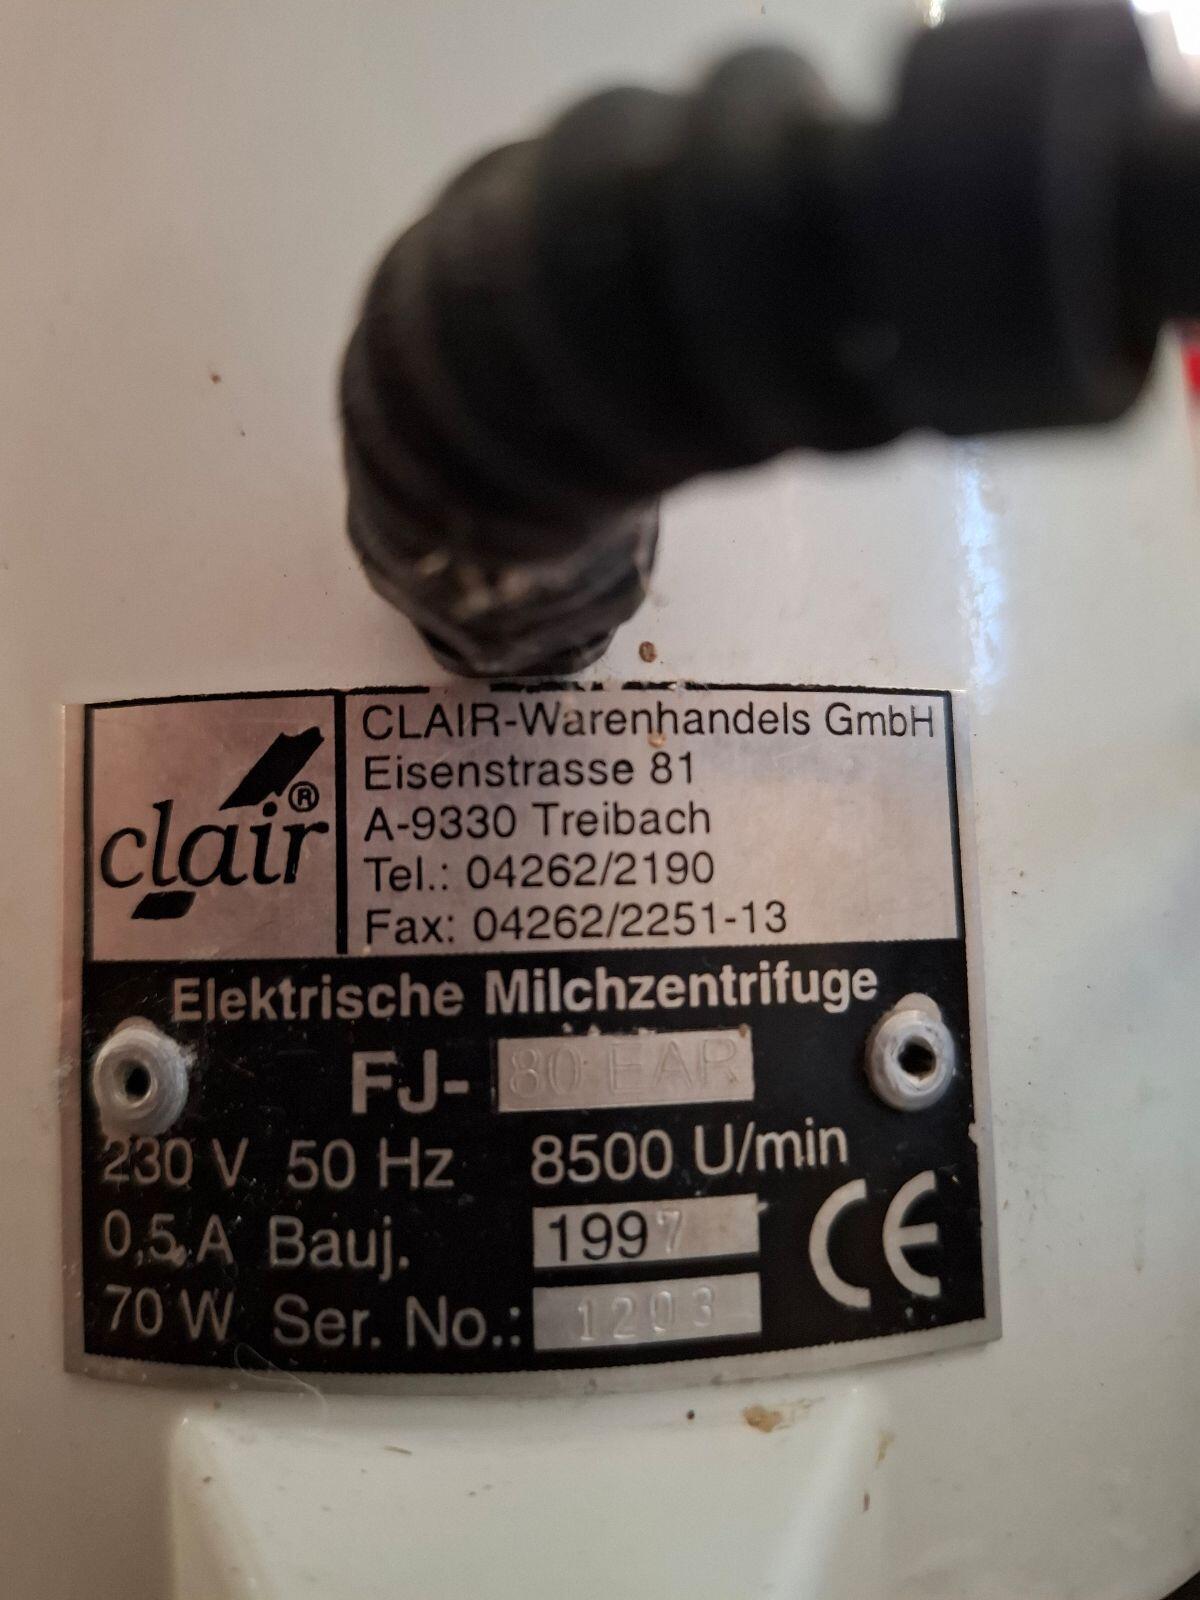 clair®
CLAIR-Warenhandels GmbH
Eisenstrasse 81
A-9330 Treibach
Tel.: 04262/2190
Fax: 04262/2251-13
Elektrische Milchzentrifuge
FJ- 80 EAR
230 V 50 Hz 8500 U/min
0,5 A Bauj. 1997
70 W Ser. No.: 1203
CE